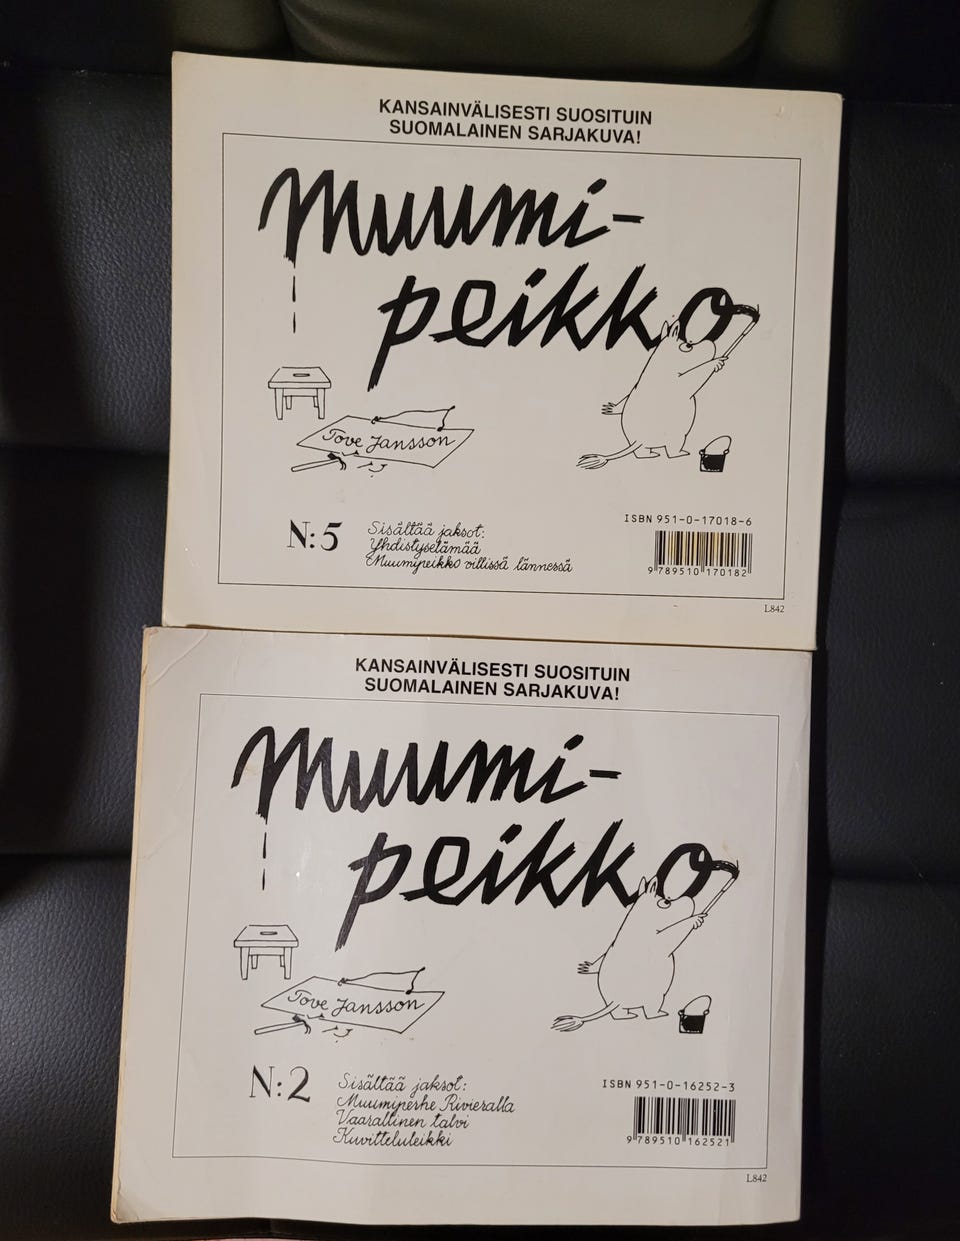 KANSAINVÄLISESTI SUOSITUIN
SUOMALAINEN SARJAKUVA!
Muumi-
peikko
Tove Jansson
N:5
Sisältää jaksot:
Yhdistyselämää
Muumipeikko villissä lännessä
ISBN 951-0-17018-6
9 789510 170182
L842
KANSAINVÄLISESTI SUOSITUIN
SUOMALAINEN SARJAKUVA!
Muumi-
peikko
Tove Jansson
N:2
Sisältää jaksot:
Muumiperhe Rivieralla
Vaarallinen talvi
Kuvitteluleikki
ISBN 951-0-16252-3
9 789510 162521
L842